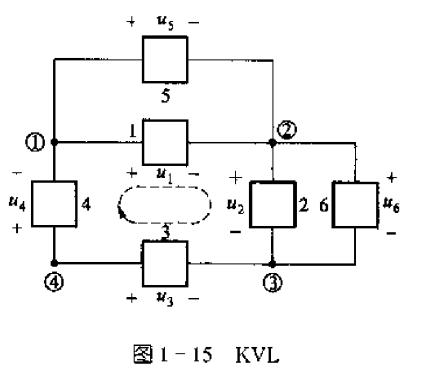 + u₅ −
5
① 1 ②
+ u₁ −
− + +
u₄ 4 u₂ 2 6 u₆
+ 3 − −
④ ③
+ u₃ −
图1-15 KVL